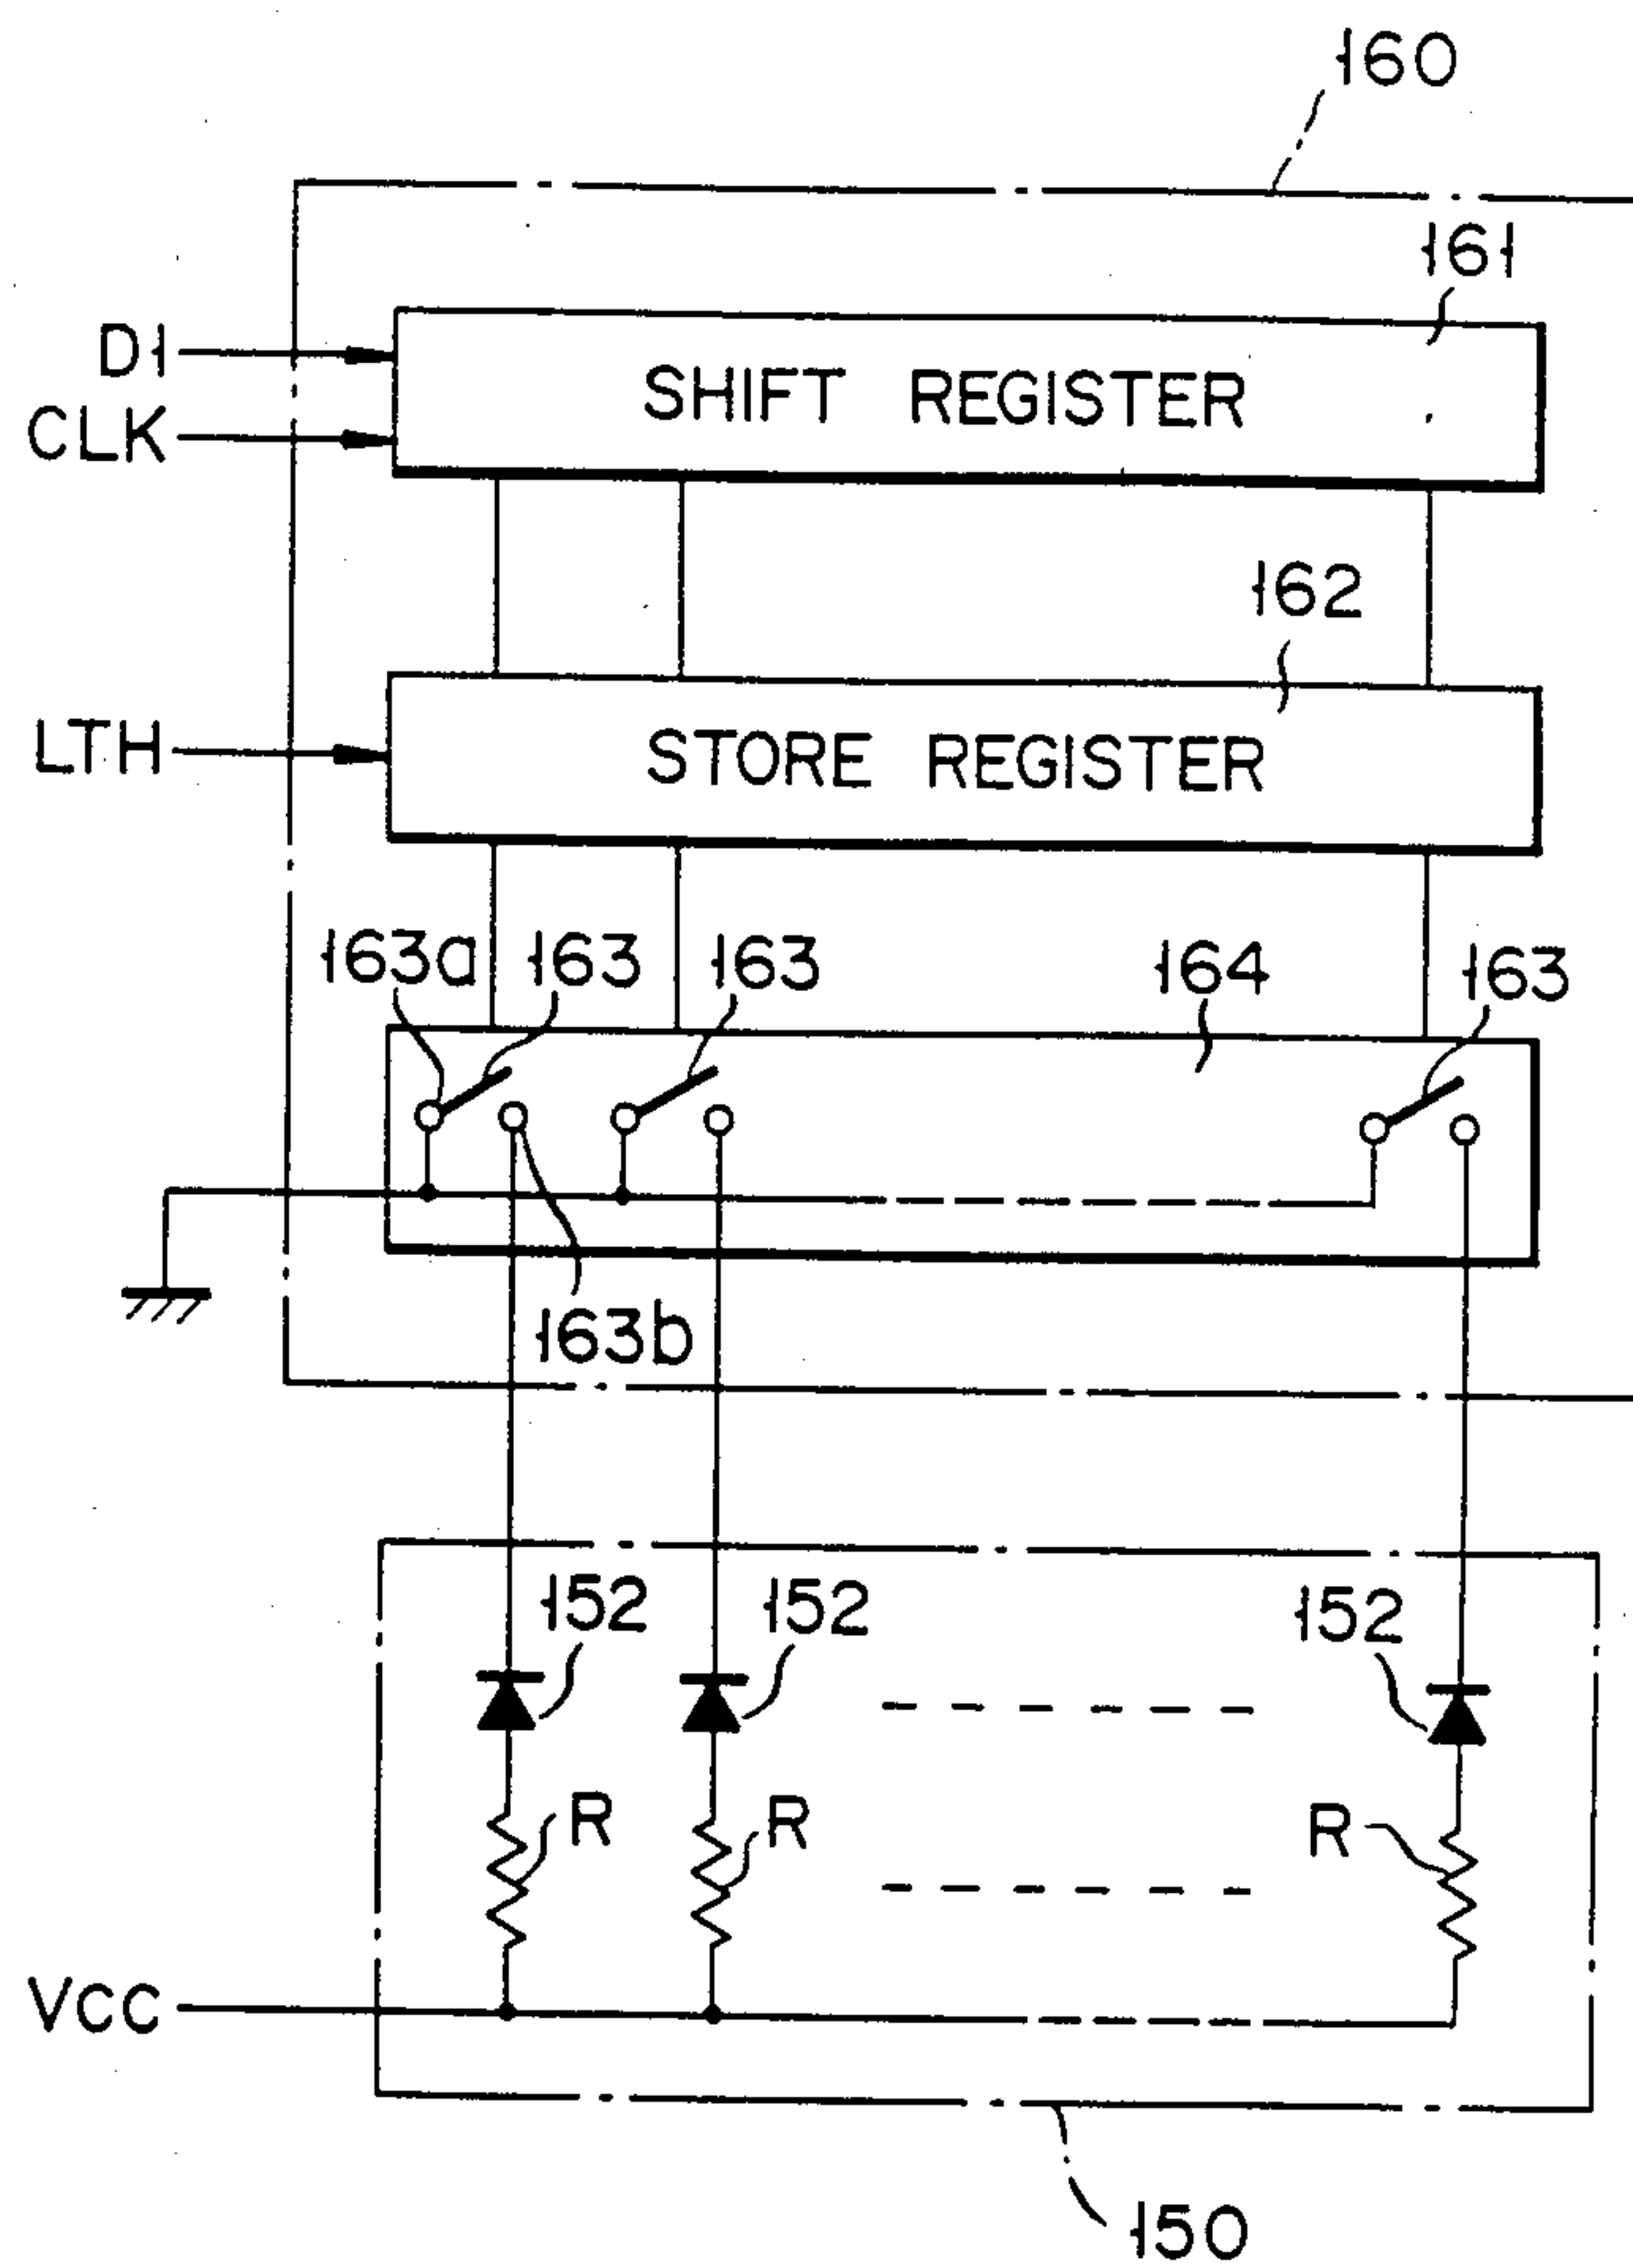 160
161
D1
SHIFT REGISTER
CLK
162
LTH
STORE REGISTER
163a 163 163 164 163
163b
152 152 152
R R R
VCC
150